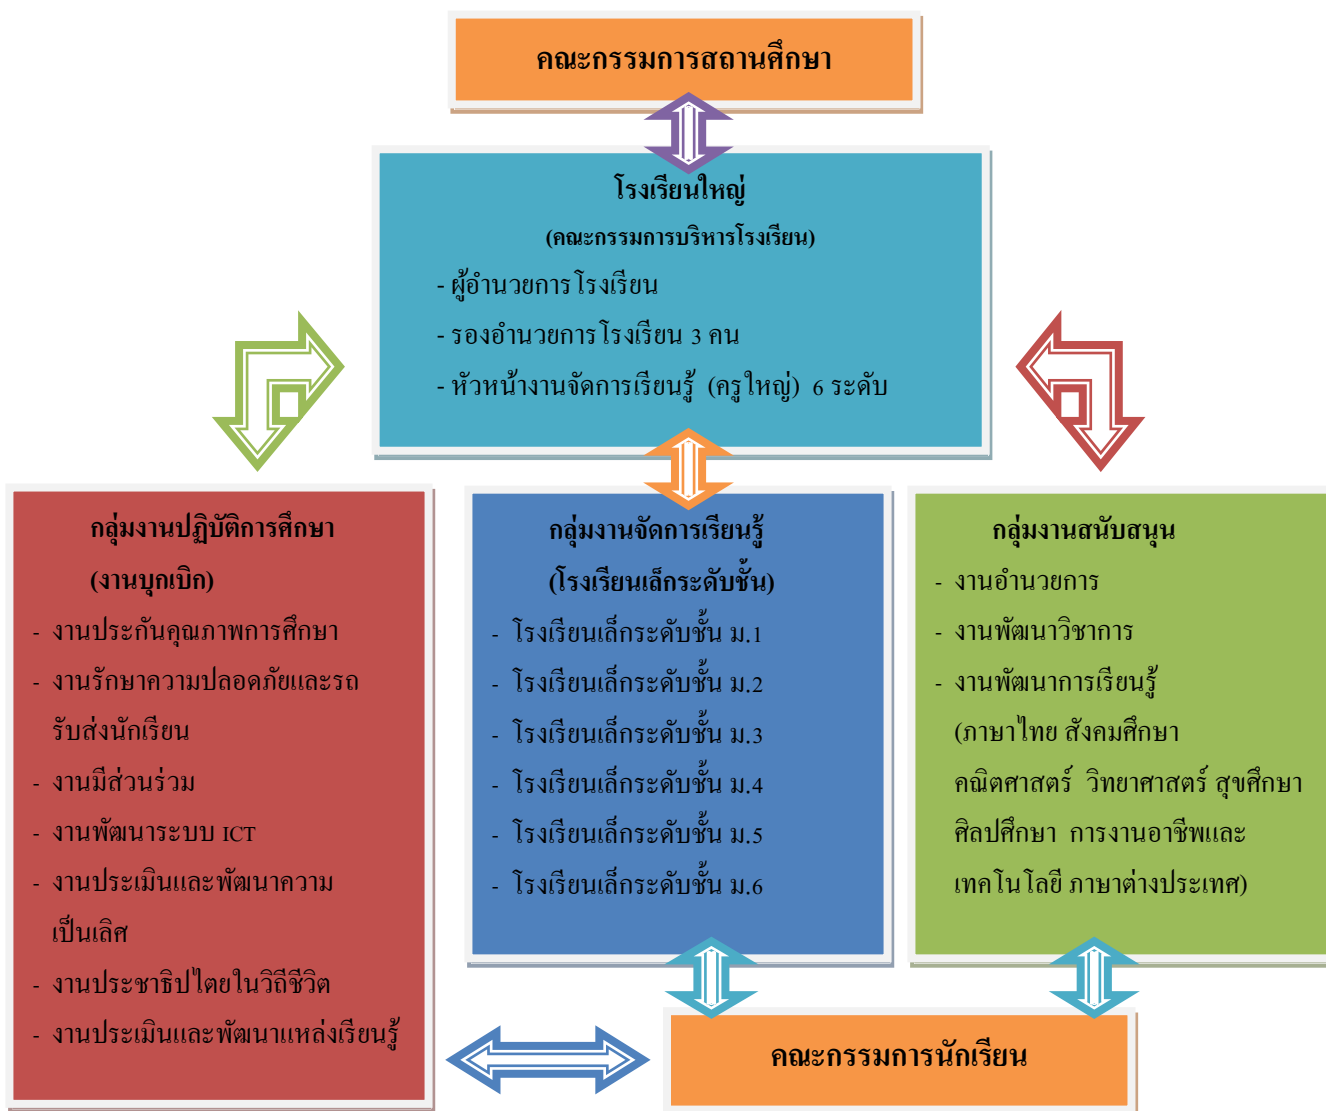 คณะกรรมการสถานศึกษา
โรงเรียนใหญ่
(คณะกรรมการบริหารโรงเรียน)
- ผู้อำนวยการโรงเรียน
- รองอำนวยการโรงเรียน 3 คน
- หัวหน้างานจัดการเรียนรู้ (ครูใหญ่) 6 ระดับ
กลุ่มงานปฏิบัติการศึกษา
(งานบุกเบิก)
- งานประกันคุณภาพการศึกษา
- งานรักษาความปลอดภัยและรถ
รับส่งนักเรียน
- งานมีส่วนร่วม
- งานพัฒนาระบบ ICT
- งานประเมินและพัฒนาความ
เป็นเลิศ
- งานประชาธิปไตยในวิถีชีวิต
- งานประเมินและพัฒนาแหล่งเรียนรู้
กลุ่มงานจัดการเรียนรู้
(โรงเรียนเล็กระดับชั้น)
- โรงเรียนเล็กระดับชั้น ม.1
- โรงเรียนเล็กระดับชั้น ม.2
- โรงเรียนเล็กระดับชั้น ม.3
- โรงเรียนเล็กระดับชั้น ม.4
- โรงเรียนเล็กระดับชั้น ม.5
- โรงเรียนเล็กระดับชั้น ม.6
กลุ่มงานสนับสนุน
- งานอำนวยการ
- งานพัฒนาวิชาการ
- งานพัฒนาการเรียนรู้
(ภาษาไทย สังคมศึกษา
คณิตศาสตร์ วิทยาศาสตร์ สุขศึกษา
ศิลปศึกษา การงานอาชีพและ
เทคโนโลยี ภาษาต่างประเทศ)
คณะกรรมการนักเรียน